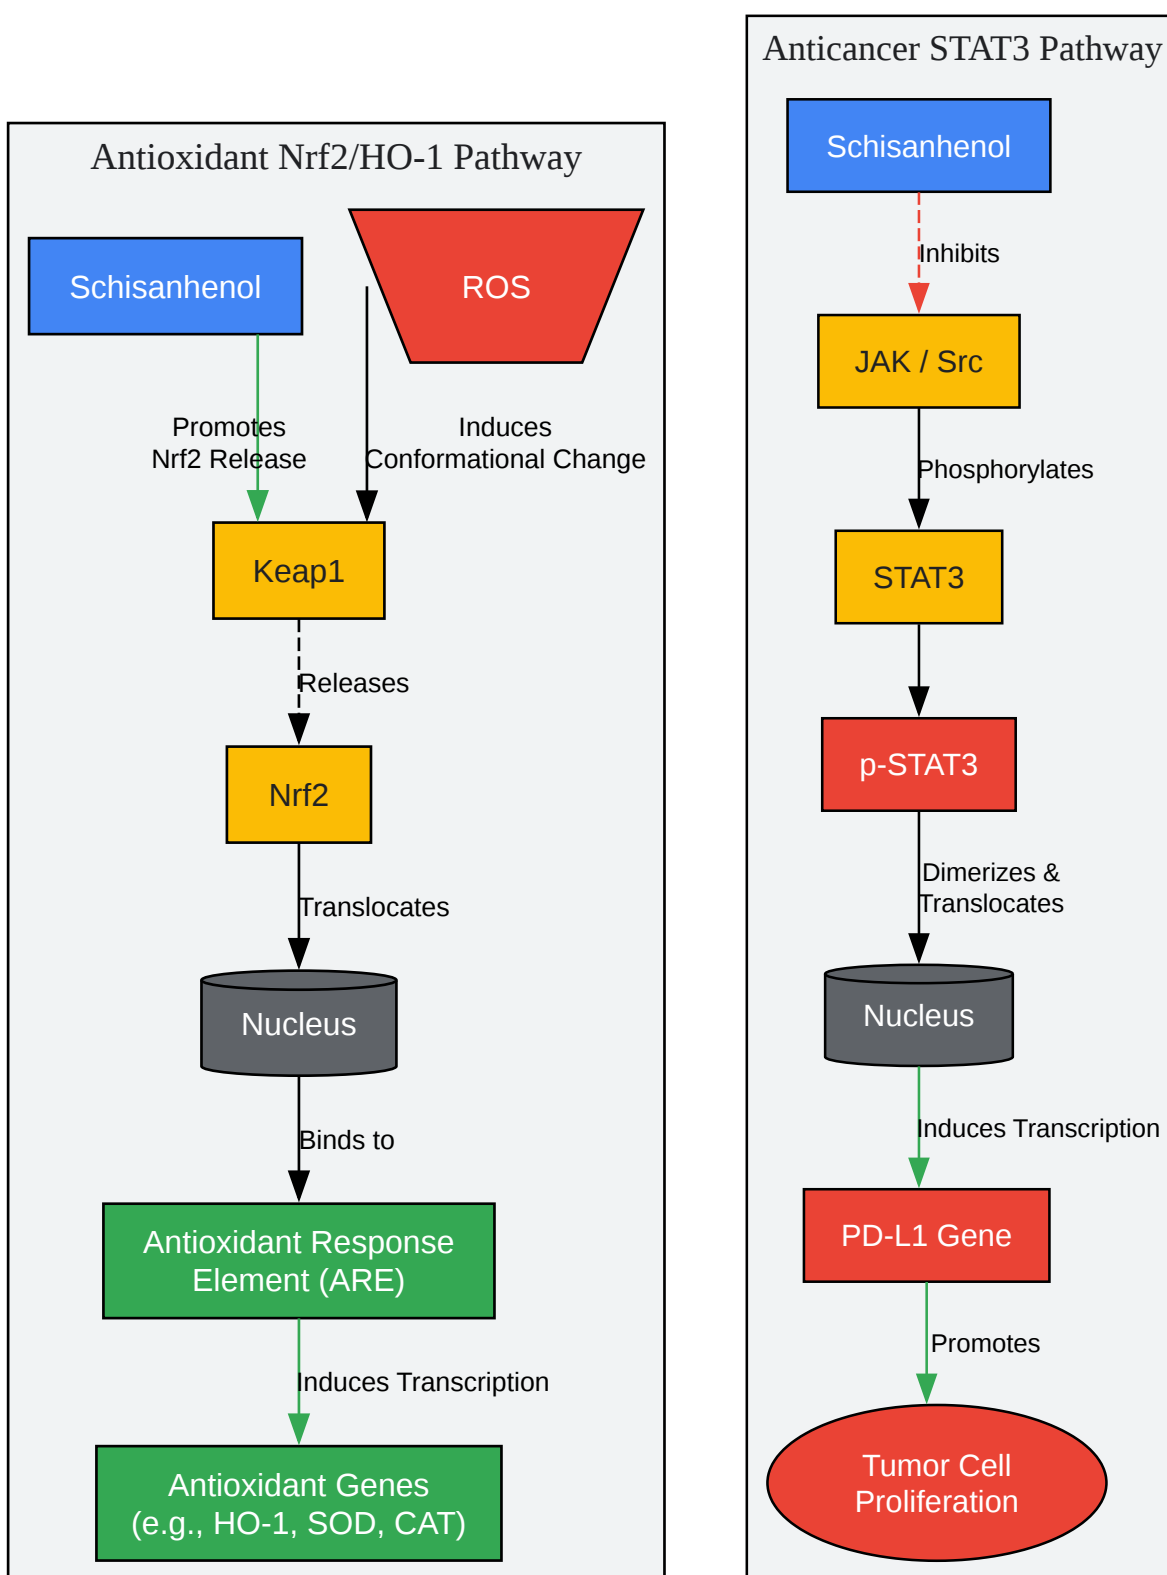 Antioxidant Nrf2/HO-1 Pathway
Schisanhenol
ROS
Promotes
Nrf2 Release
Induces
Conformational Change
Keap1
Releases
Nrf2
Translocates
Nucleus
Binds to
Antioxidant Response
Element (ARE)
Induces Transcription
Antioxidant Genes
(e.g., HO-1, SOD, CAT)
Anticancer STAT3 Pathway
Schisanhenol
Inhibits
JAK / Src
Phosphorylates
STAT3
p-STAT3
Dimerizes &
Translocates
Nucleus
Induces Transcription
PD-L1 Gene
Promotes
Tumor Cell
Proliferation